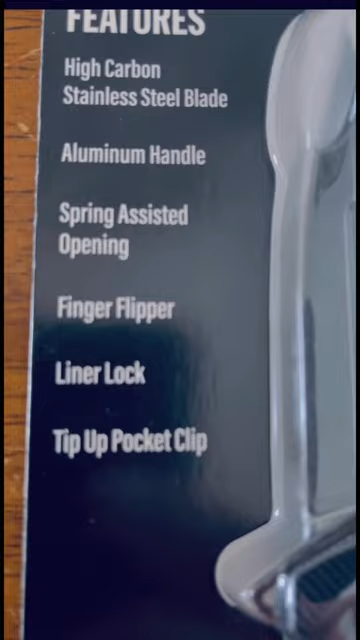 FEATURES
High Carbon
Stainless Steel Blade
Aluminum Handle
Spring Assisted
Opening
Finger Flipper
Liner Lock
Tip Up Pocket Clip